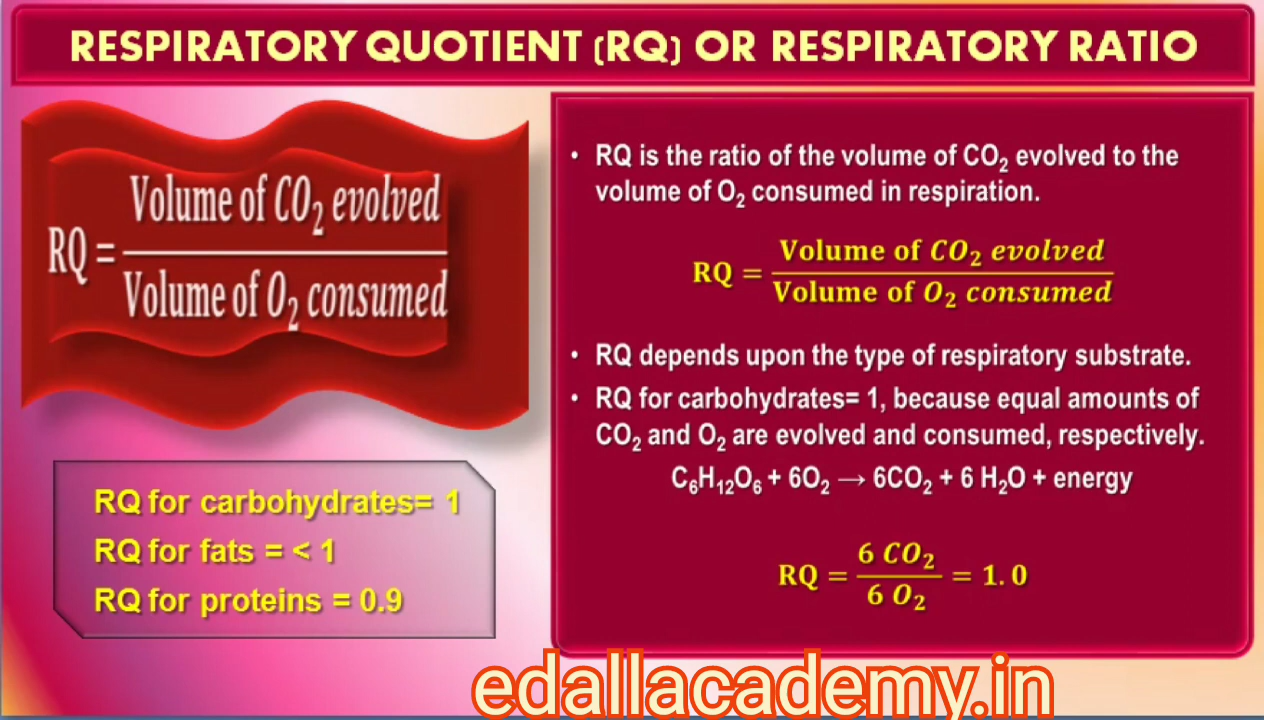 RESPIRATORY QUOTIENT (RQ) OR RESPIRATORY RATIO
RQ = Volume of CO₂ evolved / Volume of O₂ consumed
RQ for carbohydrates= 1
RQ for fats = < 1
RQ for proteins = 0.9
• RQ is the ratio of the volume of CO₂ evolved to the
volume of O₂ consumed in respiration.
RQ = Volume of CO₂ evolved / Volume of O₂ consumed
• RQ depends upon the type of respiratory substrate.
• RQ for carbohydrates= 1, because equal amounts of
CO₂ and O₂ are evolved and consumed, respectively.
C₆H₁₂O₆ + 6O₂ → 6CO₂ + 6 H₂O + energy
RQ = 6 CO₂ / 6 O₂ = 1.0
edallacademy.in